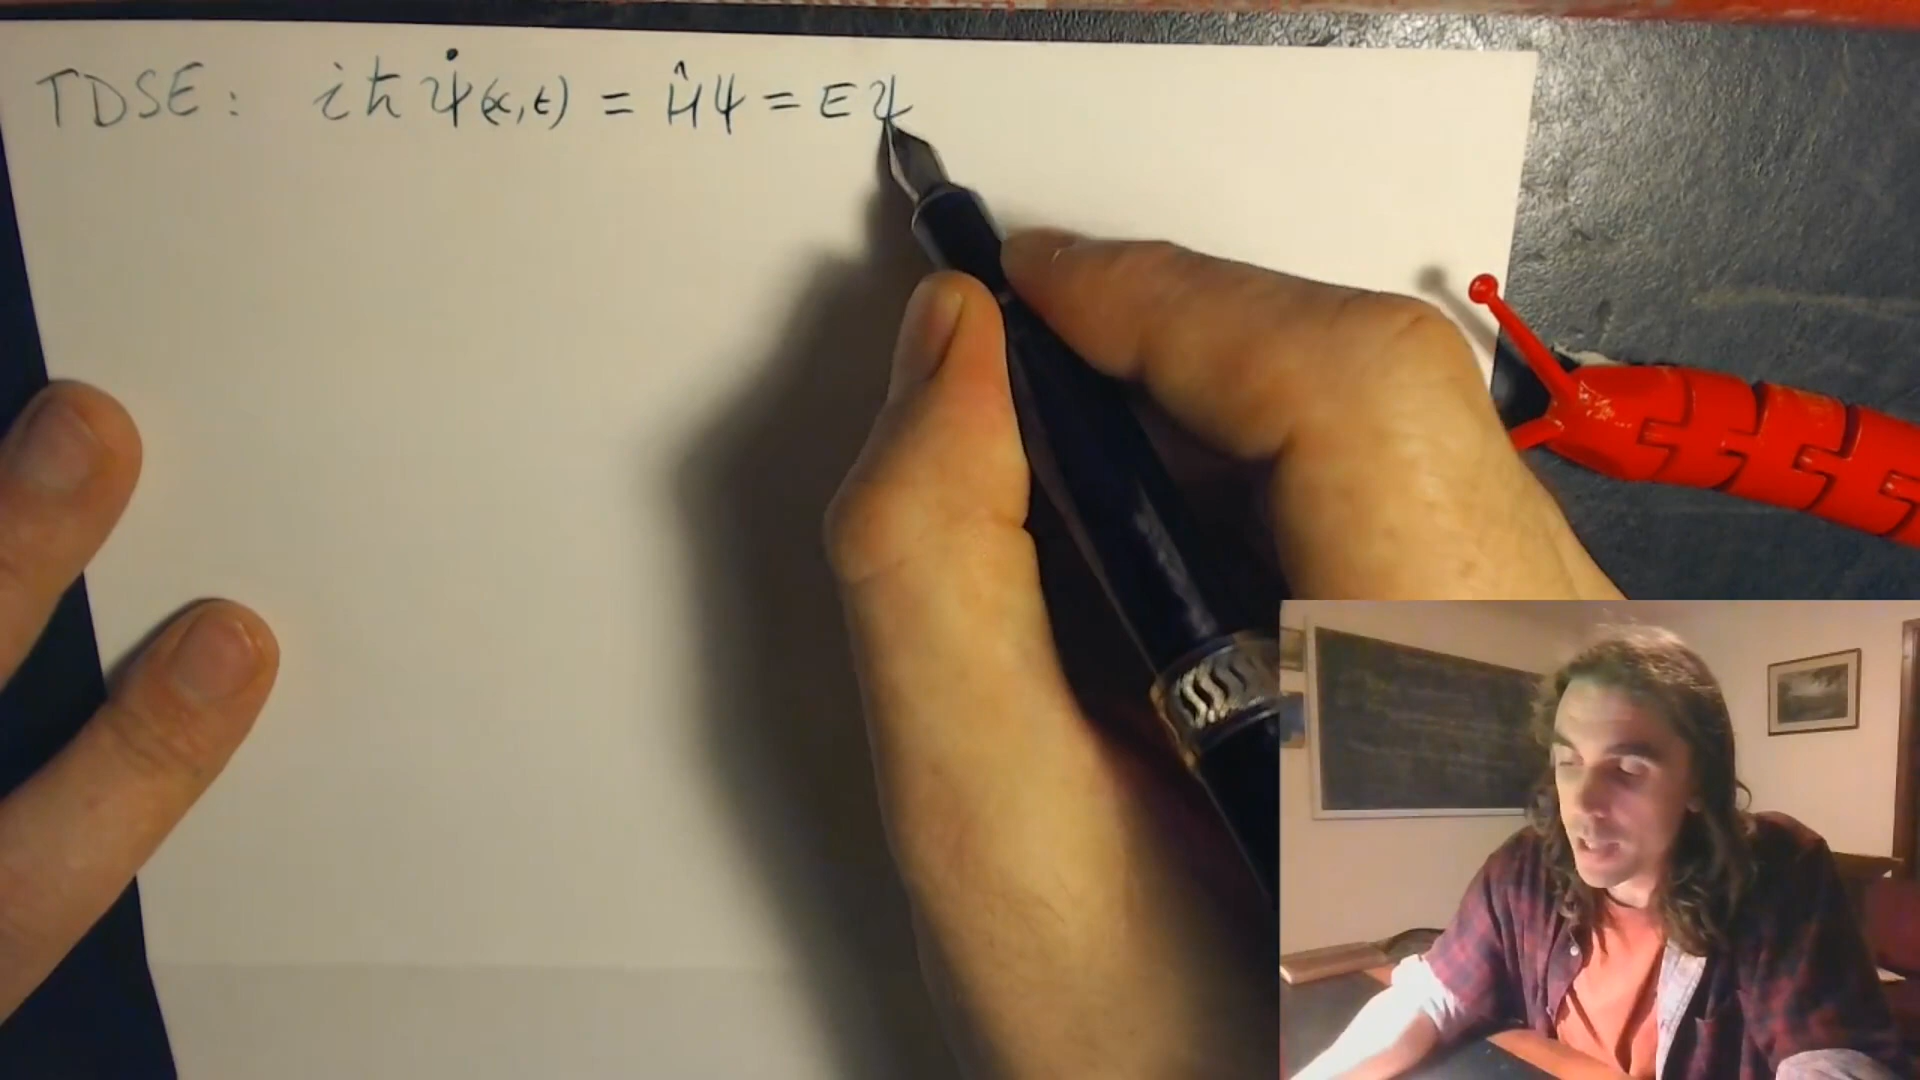 TDSE: iħψ̇(x,t) = Ĥψ = Eψ